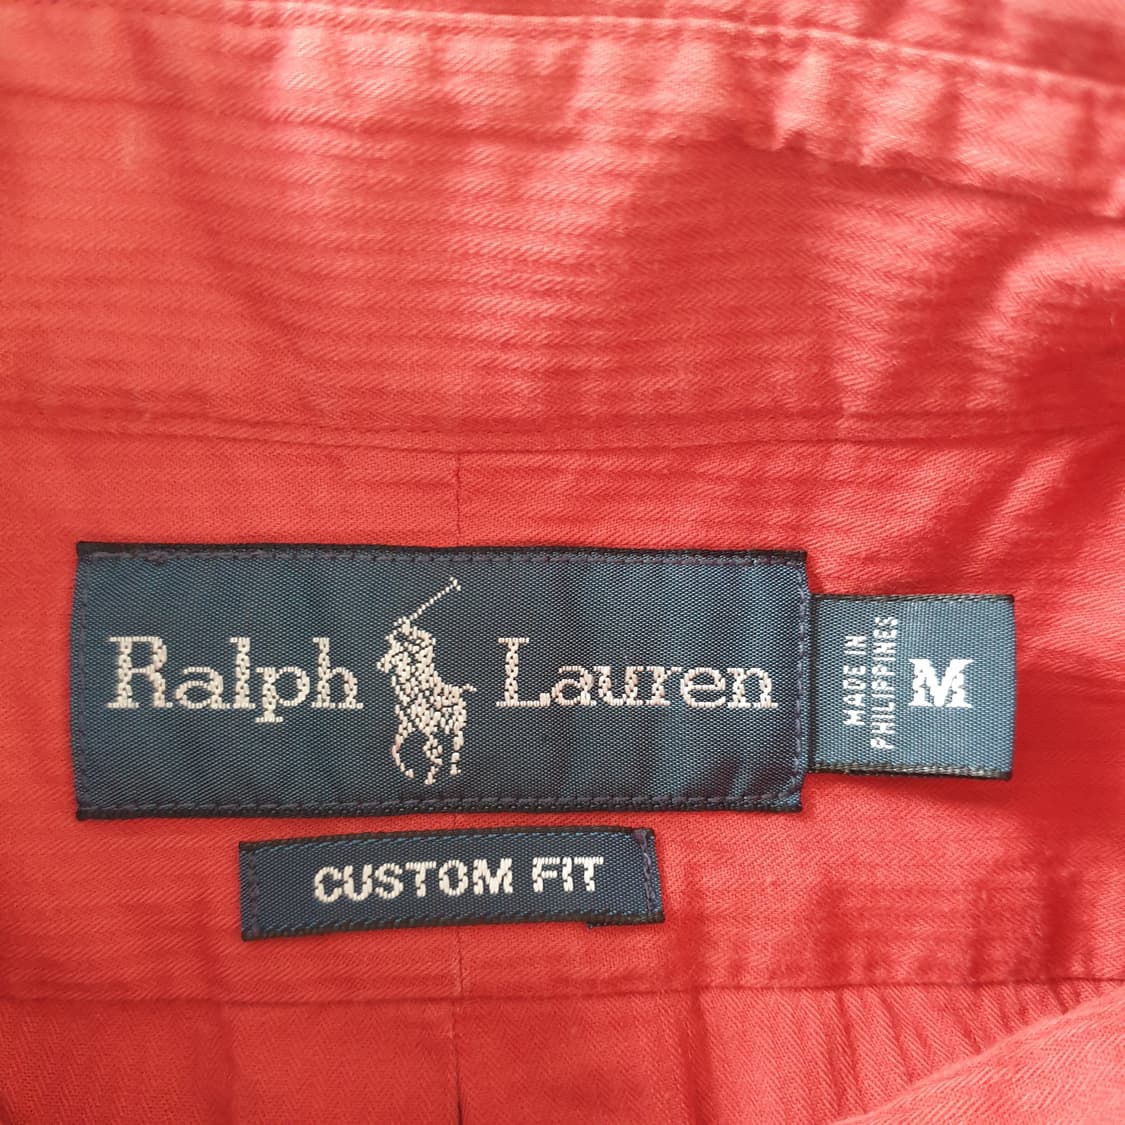 Ralph Lauren
MADE IN
PHILIPPINES
M
CUSTOM FIT